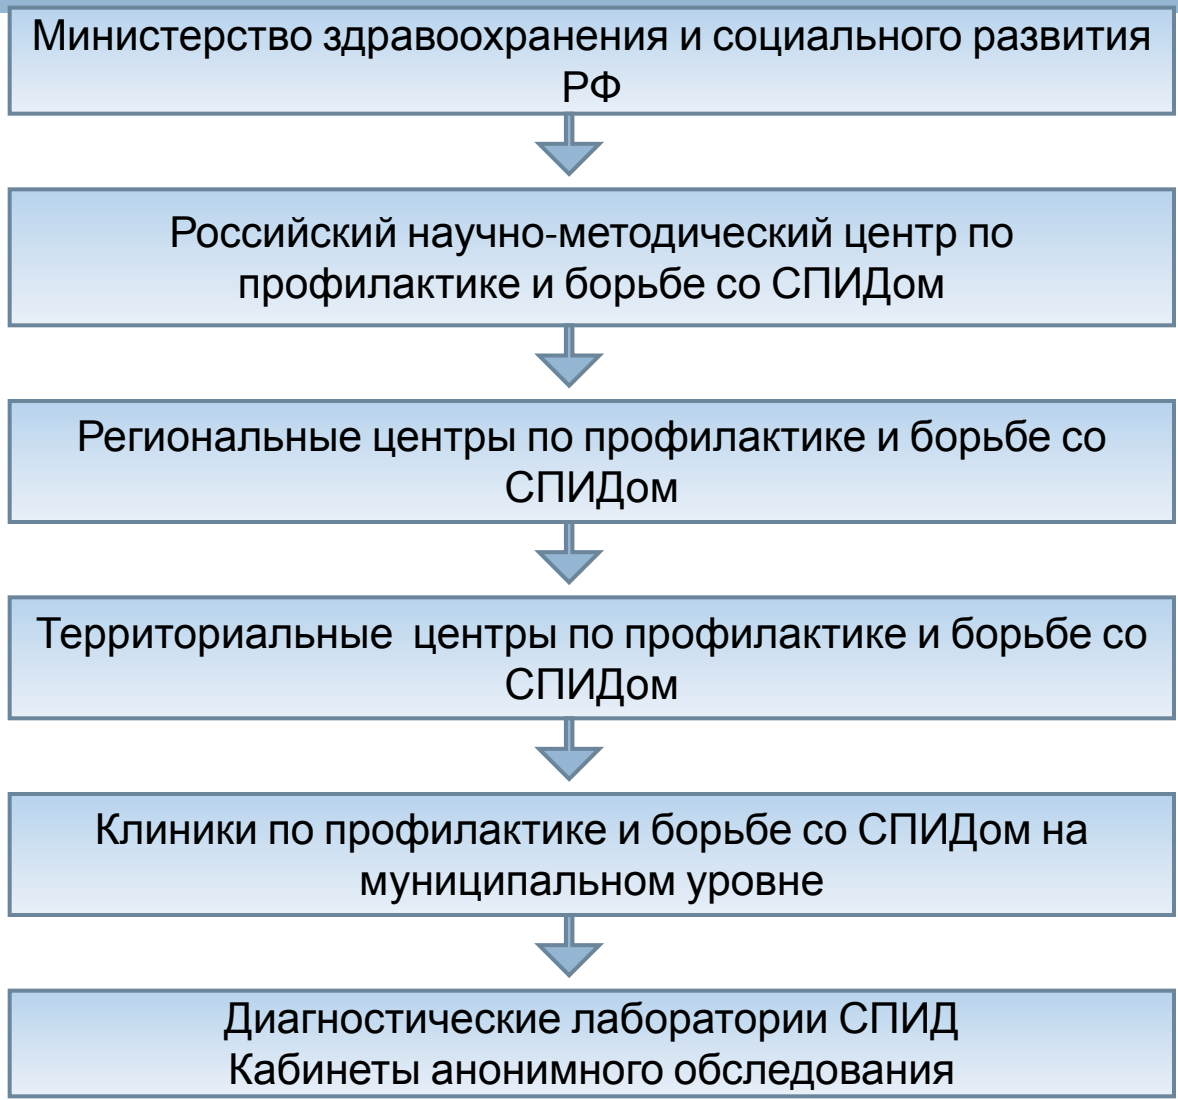 Министерство здравоохранения и социального развития
РФ
Российский научно-методический центр по
профилактике и борьбе со СПИДом
Региональные центры по профилактике и борьбе со
СПИДом
Территориальные  центры по профилактике и борьбе со
СПИДом
Клиники по профилактике и борьбе со СПИДом на
муниципальном уровне
Диагностические лаборатории СПИД
Кабинеты анонимного обследования